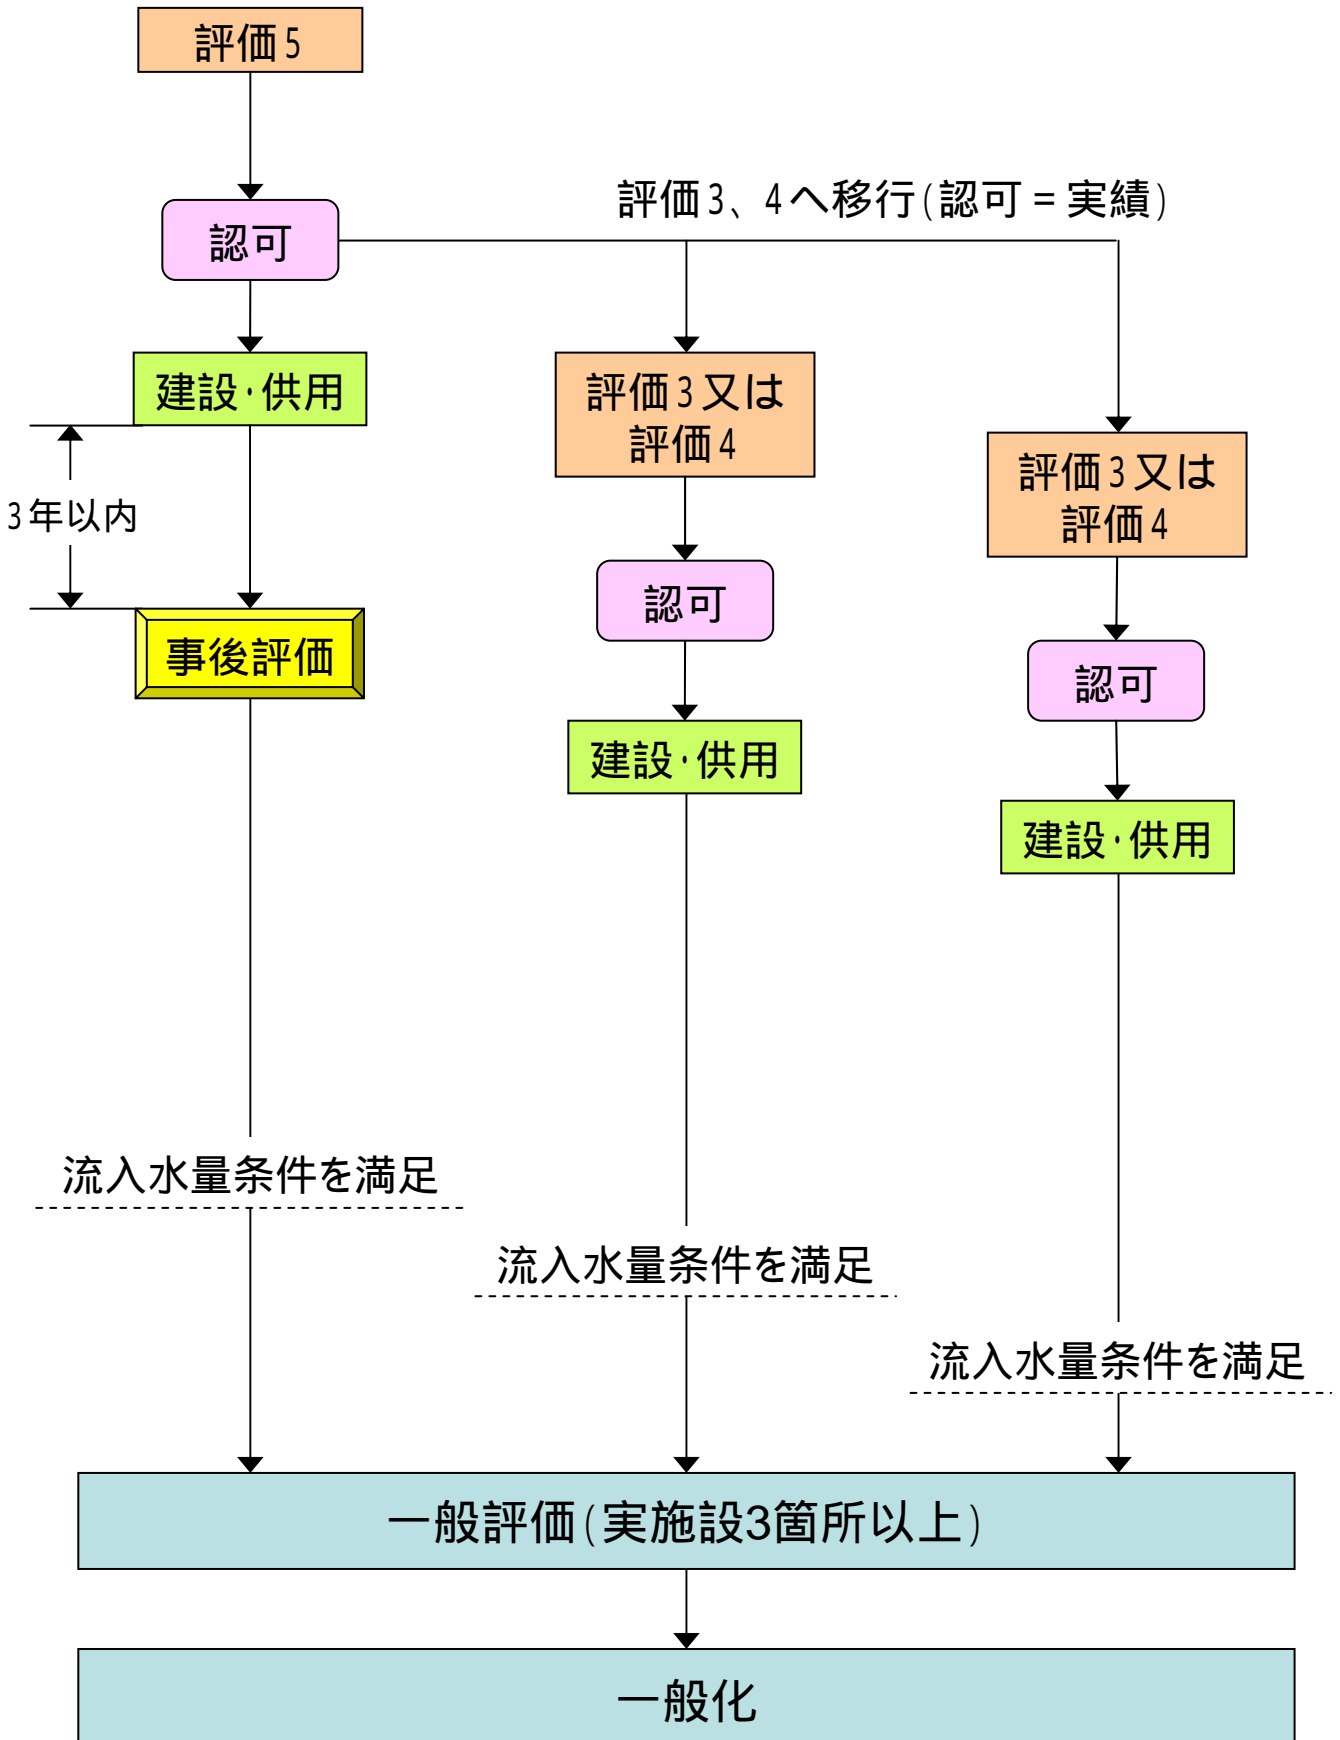 評価5
評価3、4へ移行(認可=実績)
認可
建設・供用
評価3又は
評価4
評価3又は
評価4
3年以内
認可
事後評価
認可
建設・供用
建設・供用
流入水量条件を満足
流入水量条件を満足
流入水量条件を満足
一般評価(実施設3箇所以上)
一般化